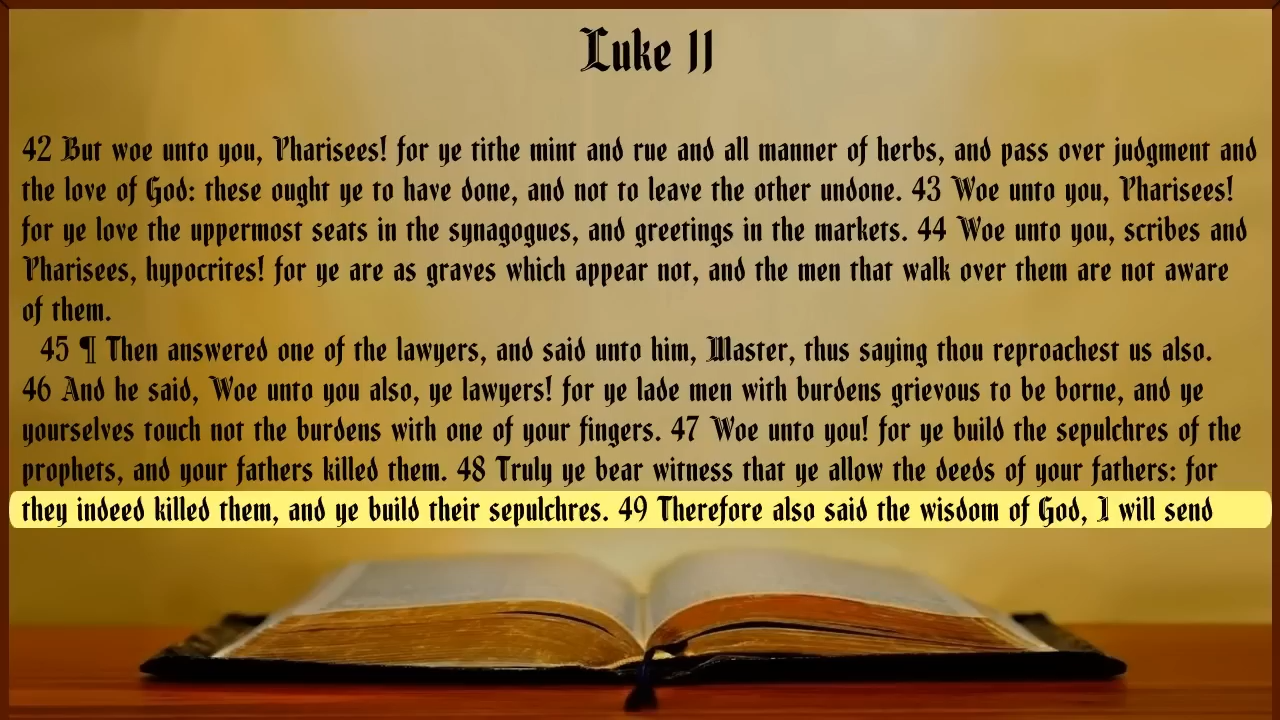 Luke 11
42 But woe unto you, Pharisees! for ye tithe mint and rue and all manner of herbs, and pass over judgment and
the love of God: these ought ye to have done, and not to leave the other undone. 43 Woe unto you, Pharisees!
for ye love the uppermost seats in the synagogues, and greetings in the markets. 44 Woe unto you, scribes and
Pharisees, hypocrites! for ye are as graves which appear not, and the men that walk over them are not aware
of them.
45 ¶ Then answered one of the lawyers, and said unto him, Master, thus saying thou reproachest us also.
46 And he said, Woe unto you also, ye lawyers! for ye lade men with burdens grievous to be borne, and ye
yourselves touch not the burdens with one of your fingers. 47 Woe unto you! for ye build the sepulchres of the
prophets, and your fathers killed them. 48 Truly ye bear witness that ye allow the deeds of your fathers: for
they indeed killed them, and ye build their sepulchres. 49 Therefore also said the wisdom of God, I will send